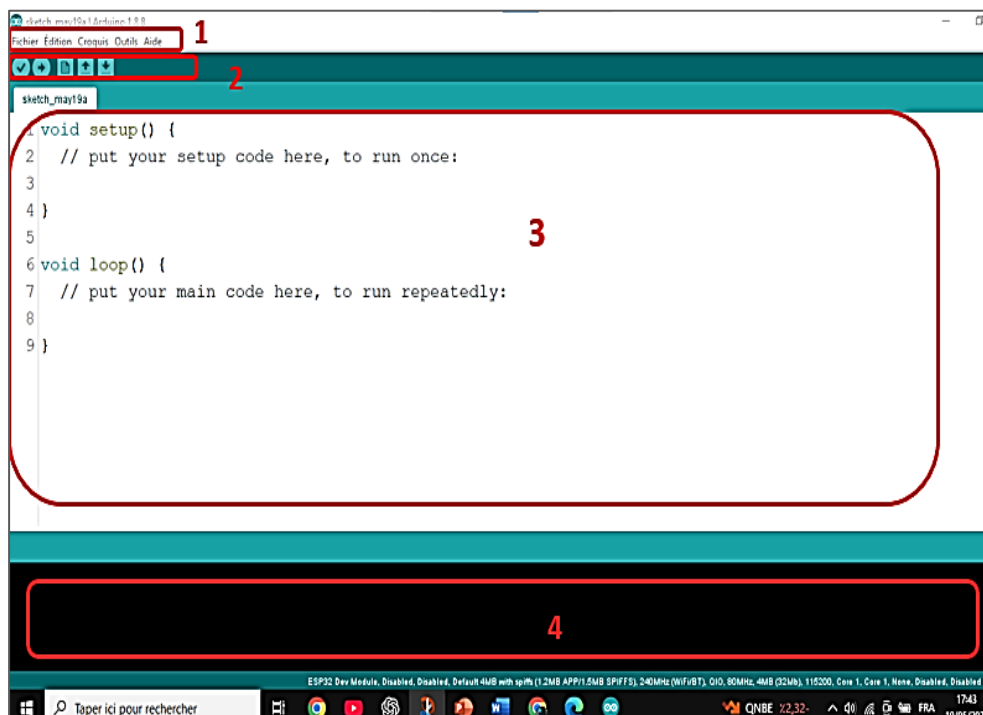 sketch_may19a | Arduino 1.8.8
Fichier Édition Croquis Outils Aide
1
2
sketch_may19a
1 void setup() {
2 // put your setup code here, to run once:
3
4 }
5
6 void loop() {
7 // put your main code here, to run repeatedly:
8
9 }
3
4
ESP32 Dev Module, Disabled, Disabled, Default 4MB with spiffs (1.2MB APP/1.5MB SPIFFS), 240MHz (WiFi/BT), QIO, 80MHz, 4MB (32Mb), 115200, Core 1, Core 1, None, Disabled, Disabled
Taper ici pour rechercher
QNBE %2,32-
FRA
17:43